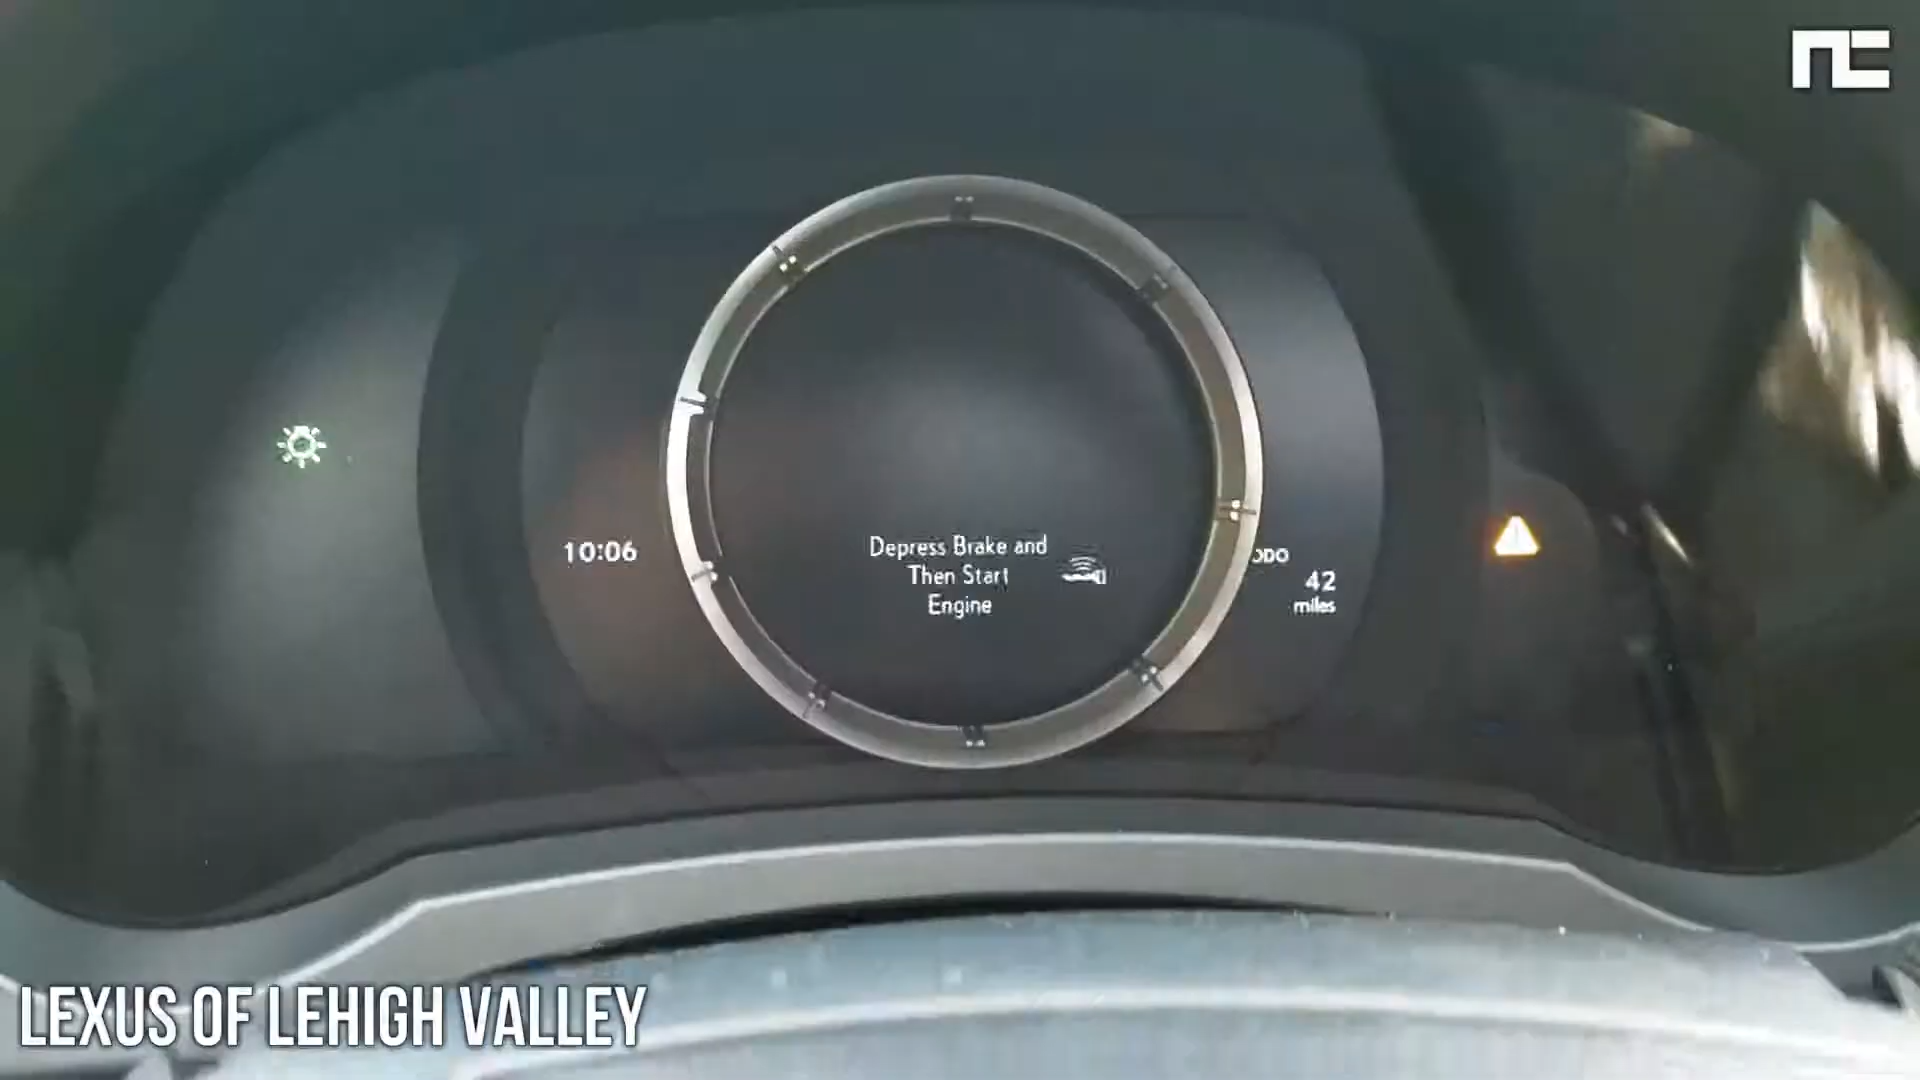 10:06
Depress Brake and
Then Start
Engine
ODO
42
miles
LEXUS OF LEHIGH VALLEY